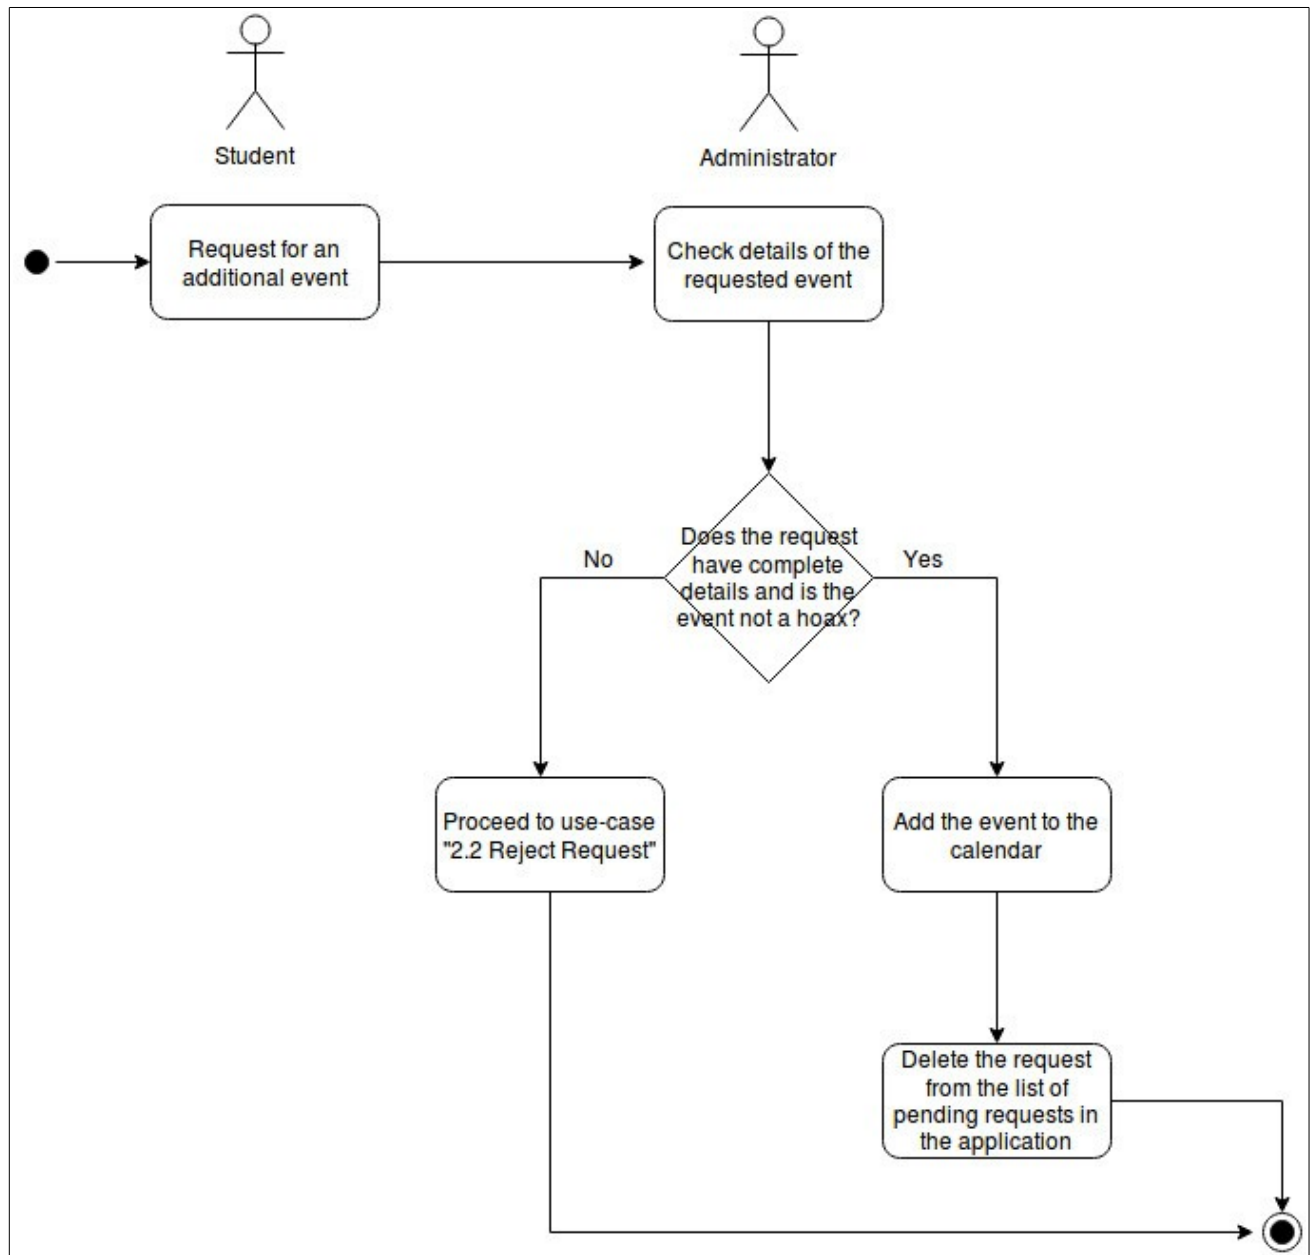 Student
Administrator
Request for an
additional event
Check details of the
requested event
Does the request
have complete
details and is the
event not a hoax?
No
Yes
Proceed to use-case
"2.2 Reject Request"
Add the event to the
calendar
Delete the request
from the list of
pending requests in
the application